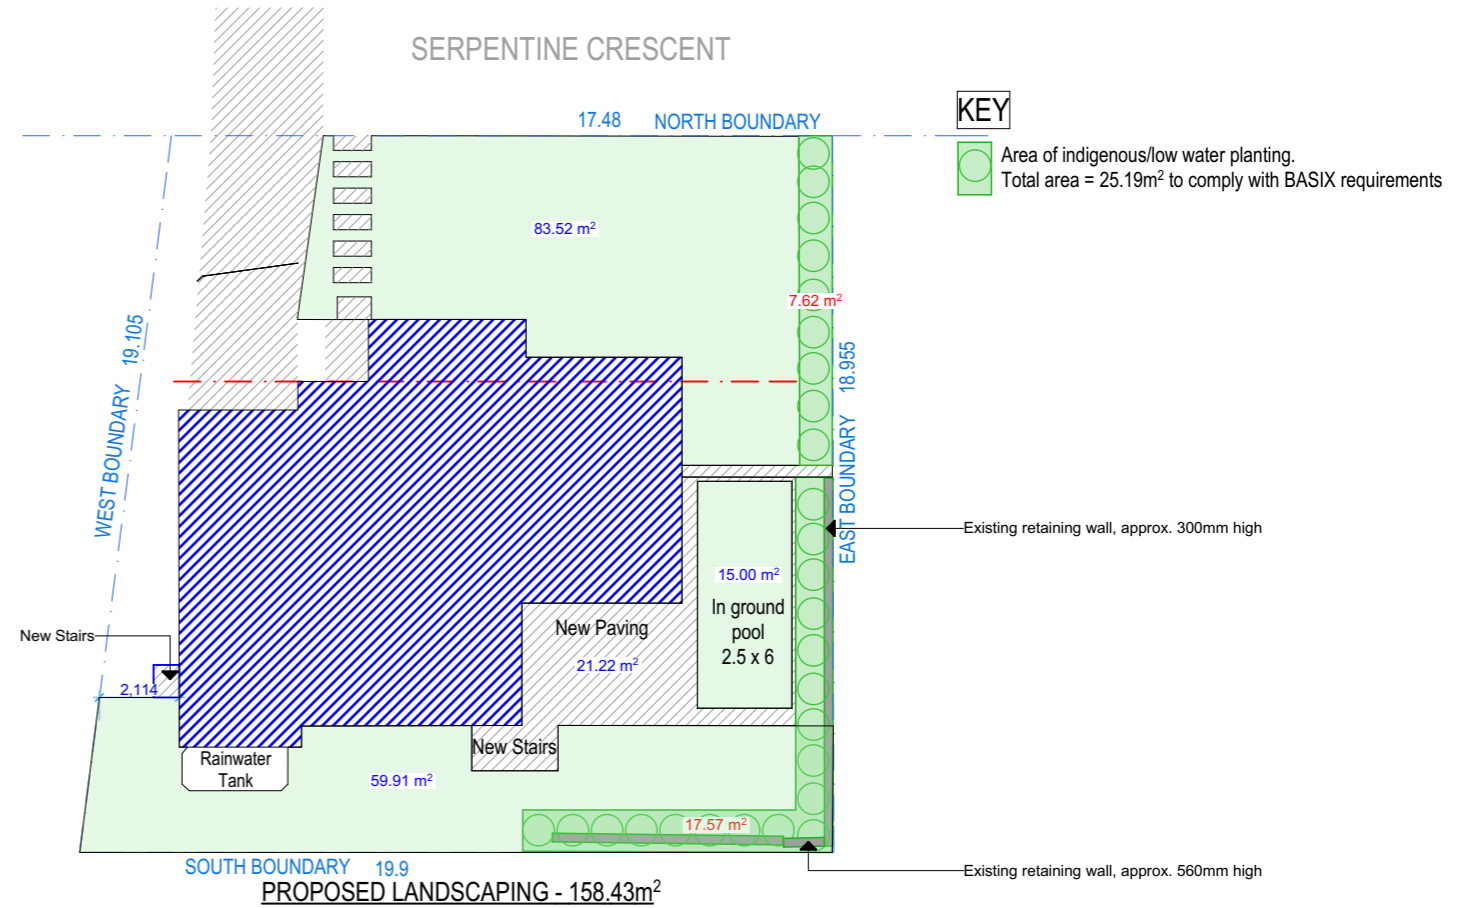 SERPENTINE CRESCENT
17.48 NORTH BOUNDARY
KEY
Area of indigenous/low water planting.
Total area = 25.19m² to comply with BASIX requirements
83.52 m²
7.62 m²
WEST BOUNDARY 19.105
EAST BOUNDARY 18.955
Existing retaining wall, approx. 300mm high
15.00 m²
In ground
pool
2.5 x 6
New Paving
21.22 m²
New Stairs
2,114
New Stairs
Rainwater
Tank
59.91 m²
17.57 m²
Existing retaining wall, approx. 560mm high
SOUTH BOUNDARY 19.9
PROPOSED LANDSCAPING - 158.43m²